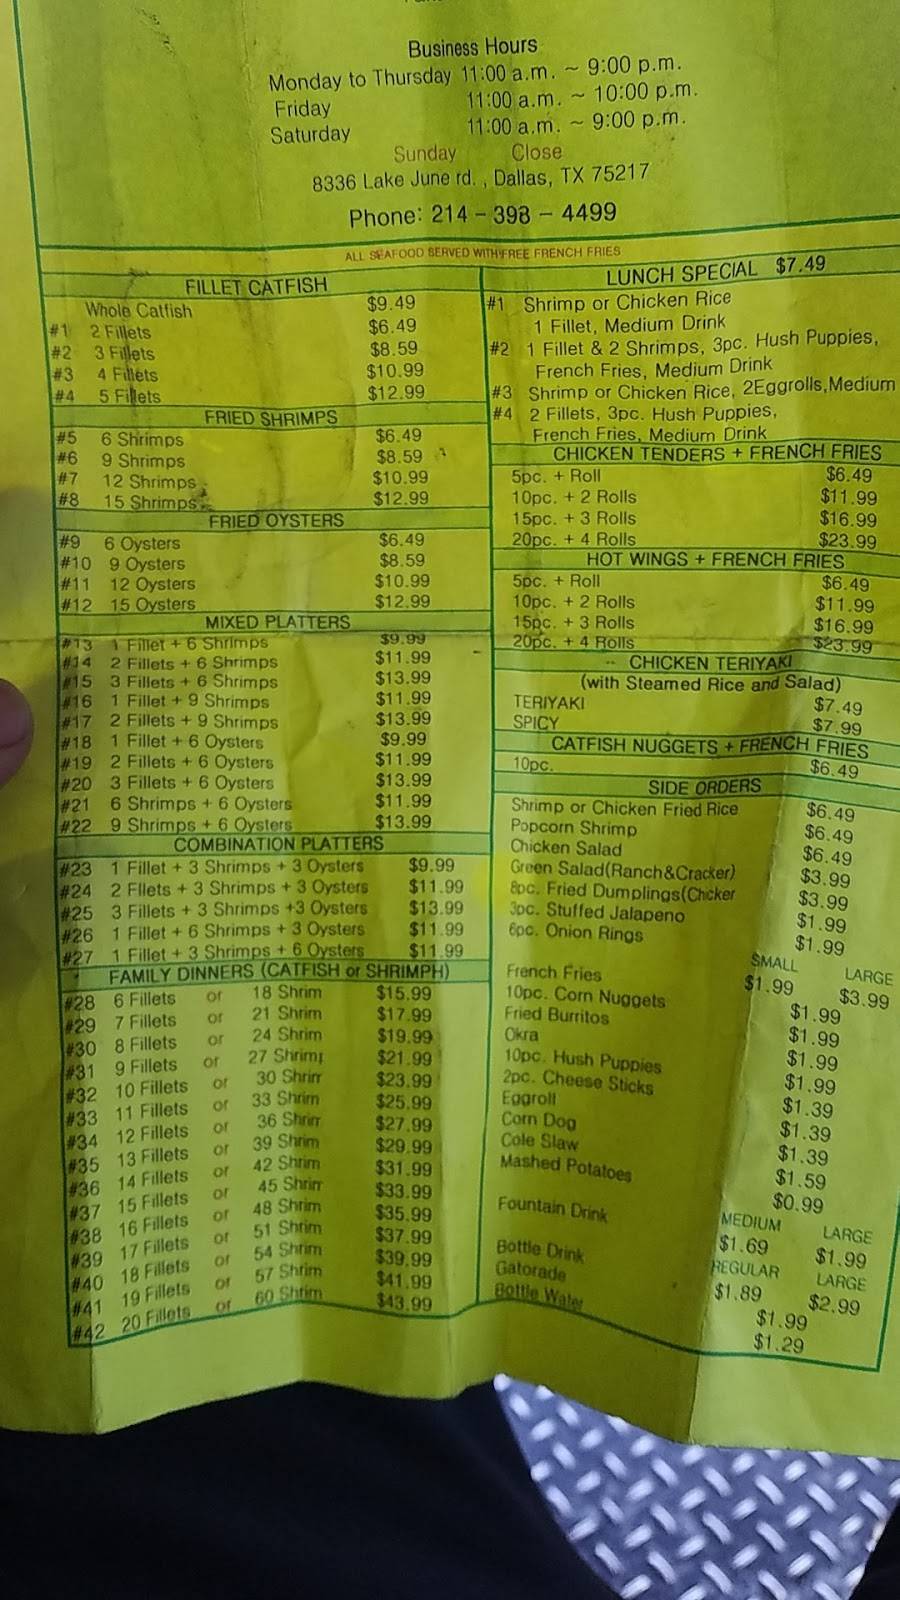 Business Hours
Monday to Thursday 11:00 a.m. ~ 9:00 p.m.
Friday 11:00 a.m. ~ 10:00 p.m.
Saturday 11:00 a.m. ~ 9:00 p.m.
Sunday Close
8336 Lake June rd. , Dallas, TX 75217
Phone: 214 - 398 - 4499
ALL SEAFOOD SERVED WITH FREE FRENCH FRIES
FILLET CATFISH
Whole Catfish $9.49
#1 2 Fillets $6.49
#2 3 Fillets $8.59
#3 4 Fillets $10.99
#4 5 Fillets $12.99
FRIED SHRIMPS
#5 6 Shrimps $6.49
#6 9 Shrimps $8.59
#7 12 Shrimps $10.99
#8 15 Shrimps $12.99
FRIED OYSTERS
#9 6 Oysters $6.49
#10 9 Oysters $8.59
#11 12 Oysters $10.99
#12 15 Oysters $12.99
MIXED PLATTERS
#13 1 Fillet + 6 Shrimps $9.99
#14 2 Fillets + 6 Shrimps $11.99
#15 3 Fillets + 6 Shrimps $13.99
#16 1 Fillet + 9 Shrimps $11.99
#17 2 Fillets + 9 Shrimps $13.99
#18 1 Fillet + 6 Oysters $9.99
#19 2 Fillets + 6 Oysters $11.99
#20 3 Fillets + 6 Oysters $13.99
#21 6 Shrimps + 6 Oysters $11.99
#22 9 Shrimps + 6 Oysters $13.99
COMBINATION PLATTERS
#23 1 Fillet + 3 Shrimps + 3 Oysters $9.99
#24 2 Fllets + 3 Shrimps + 3 Oysters $11.99
#25 3 Fillets + 3 Shrimps +3 Oysters $13.99
#26 1 Fillet + 6 Shrimps + 3 Oysters $11.99
#27 1 Fillet + 3 Shrimps + 6 Oysters $11.99
FAMILY DINNERS (CATFISH or SHRIMPH)
#28 6 Fillets or 18 Shrim $15.99
#29 7 Fillets or 21 Shrim $17.99
#30 8 Fillets or 24 Shrim $19.99
#31 9 Fillets or 27 Shrimp $21.99
#32 10 Fillets or 30 Shrim $23.99
#33 11 Fillets or 33 Shrim $25.99
#34 12 Fillets or 36 Shrim $27.99
#35 13 Fillets or 39 Shrim $29.99
#36 14 Fillets or 42 Shrim $31.99
#37 15 Fillets or 45 Shrim $33.99
#38 16 Fillets or 48 Shrim $35.99
#39 17 Fillets or 51 Shrim $37.99
#40 18 Fillets or 54 Shrim $39.99
#41 19 Fillets or 57 Shrim $41.99
#42 20 Fillets or 60 Shrim $43.99
LUNCH SPECIAL $7.49
#1 Shrimp or Chicken Rice
1 Fillet, Medium Drink
#2 1 Fillet & 2 Shrimps, 3pc. Hush Puppies,
French Fries, Medium Drink
#3 Shrimp or Chicken Rice, 2Eggrolls,Medium
#4 2 Fillets, 3pc. Hush Puppies,
French Fries, Medium Drink
CHICKEN TENDERS + FRENCH FRIES
5pc. + Roll $6.49
10pc. + 2 Rolls $11.99
15pc. + 3 Rolls $16.99
20pc. + 4 Rolls $23.99
HOT WINGS + FRENCH FRIES
5pc. + Roll $6.49
10pc. + 2 Rolls $11.99
15pc. + 3 Rolls $16.99
20pc. + 4 Rolls $23.99
CHICKEN TERIYAKI
(with Steamed Rice and Salad)
TERIYAKI $7.49
SPICY $7.99
CATFISH NUGGETS + FRENCH FRIES
10pc. $6.49
SIDE ORDERS
Shrimp or Chicken Fried Rice $6.49
Popcorn Shrimp $6.49
Chicken Salad $6.49
Green Salad(Ranch&Cracker) $3.99
8pc. Fried Dumplings(Chicker $3.99
3pc. Stuffed Jalapeno $1.99
6pc. Onion Rings $1.99
SMALL LARGE
French Fries $1.99 $3.99
10pc. Corn Nuggets $1.99
Fried Burritos $1.99
Okra $1.99
10pc. Hush Puppies $1.99
2pc. Cheese Sticks $1.39
Eggroll $1.39
Corn Dog $1.39
Cole Slaw $1.59
Mashed Potatoes $0.99
MEDIUM LARGE
Fountain Drink $1.69 $1.99
REGULAR LARGE
Bottle Drink $1.89 $2.99
Gatorade $1.99
Bottle Water $1.29